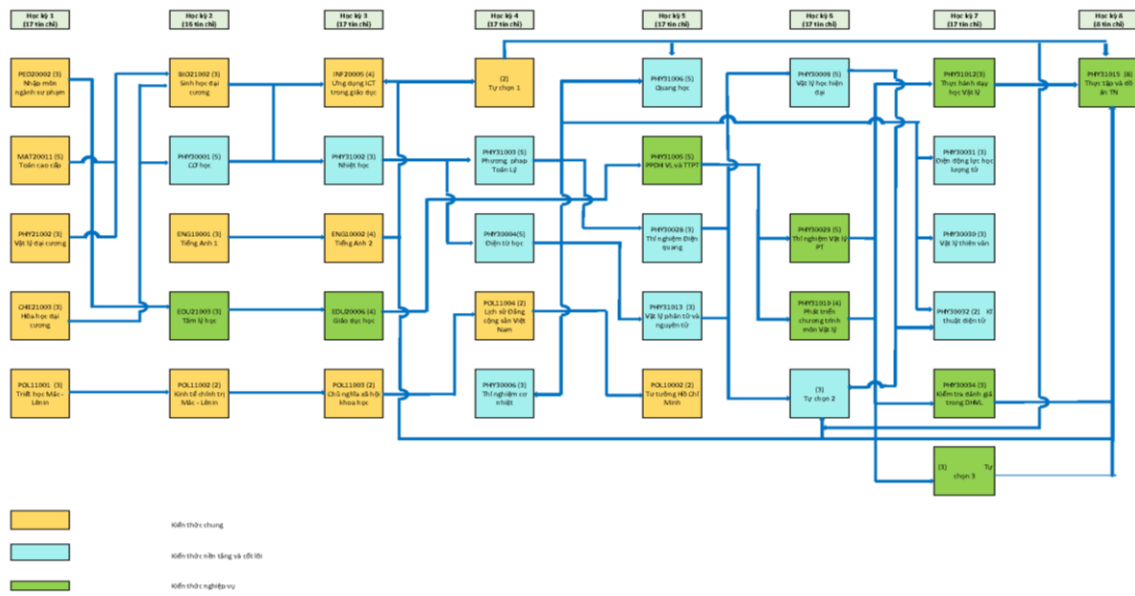 Học kỳ 1
(17 tín chỉ)
Học kỳ 2
(16 tín chỉ)
Học kỳ 3
(17 tín chỉ)
Học kỳ 4
(17 tín chỉ)
Học kỳ 5
(17 tín chỉ)
Học kỳ 6
(17 tín chỉ)
Học kỳ 7
(17 tín chỉ)
Học kỳ 8
(8 tín chỉ)
PED20002 (3)
Nhập môn
ngành sư phạm
BIO21002 (3)
Sinh học đại
cương
INF20005 (4)
Ứng dụng ICT
trong giáo dục
(2)
Tự chọn 1
PHY31006 (5)
Quang học
PHY30008 (5)
Vật lý học hiện
đại
PHY31012(3)
Thực hành dạy
học Vật lý
PHY31015 (8)
Thực tập và đồ
án TN
MAT20011 (5)
Toán cao cấp
PHY30001 (5)
Cơ học
PHY31002 (3)
Nhiệt học
PHY31003 (5)
Phương pháp
Toán Lý
PHY31005 (5)
PPDH VL và TTPT
PHY30031 (3)
Điện động lực học
lượng tử
PHY21002 (3)
Vật lý đại cương
ENG10001 (3)
Tiếng Anh 1
ENG10002 (4)
Tiếng Anh 2
PHY30004(5)
Điện từ học
PHY30028 (3)
Thí nghiệm Điện
quang
PHY30029 (5)
Thí nghiệm Vật lý
PT
PHY30030 (3)
Vật lý thiên văn
CHE21003 (3)
Hóa học đại
cương
EDU21003 (3)
Tâm lý học
EDU20006 (4)
Giáo dục học
POL11004 (2)
Lịch sử Đảng
cộng sản Việt
Nam
PHY31013 (3)
Vật lý phân tử và
nguyên tử
PHY31010 (4)
Phát triển
chương trình
môn Vật lý
PHY30032 (2) Kĩ
thuật điện tử
POL11001 (3)
Triết học Mác -
Lênin
POL11002 (2)
Kinh tế chính trị
Mác - Lênin
POL11003 (2)
Chủ nghĩa xã hội
khoa học
PHY30006 (3)
Thí nghiệm cơ
nhiệt
POL10002 (2)
Tư tưởng Hồ Chí
Minh
(3)
Tự chọn 2
PHY30034 (3)
Kiểm tra đánh giá
trong DHVL
(3) Tự
chọn 3
Kiến thức chung
Kiến thức nền tảng và cốt lõi
Kiến thức nghiệp vụ